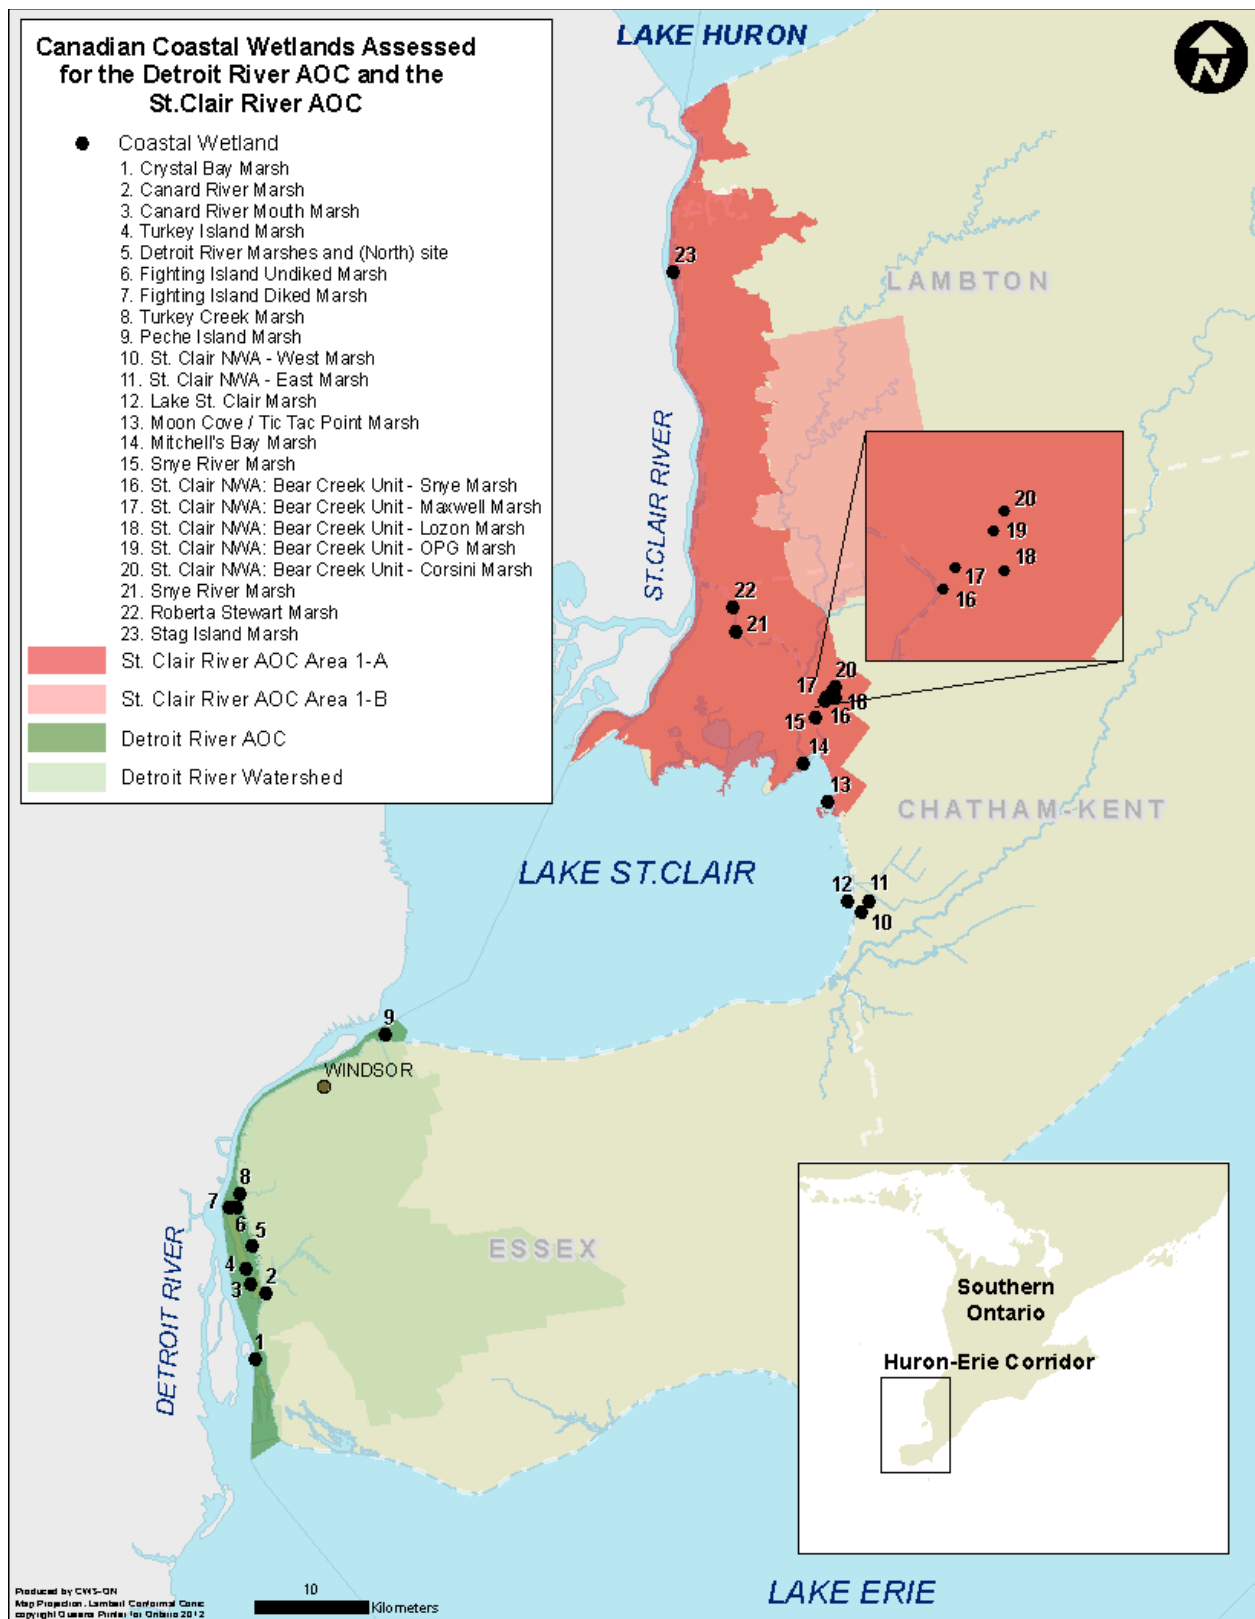 Canadian Coastal Wetlands Assessed
for the Detroit River AOC and the
St.Clair River AOC
Coastal Wetland
1. Crystal Bay Marsh
2. Canard River Marsh
3. Canard River Mouth Marsh
4. Turkey Island Marsh
5. Detroit River Marshes and (North) site
6. Fighting Island Undiked Marsh
7. Fighting Island Diked Marsh
8. Turkey Creek Marsh
9. Peche Island Marsh
10. St. Clair NWA - West Marsh
11. St. Clair NWA - East Marsh
12. Lake St. Clair Marsh
13. Moon Cove / Tic Tac Point Marsh
14. Mitchell's Bay Marsh
15. Snye River Marsh
16. St. Clair NWA: Bear Creek Unit - Snye Marsh
17. St. Clair NWA: Bear Creek Unit - Maxwell Marsh
18. St. Clair NWA: Bear Creek Unit - Lozon Marsh
19. St. Clair NWA: Bear Creek Unit - OPG Marsh
20. St. Clair NWA: Bear Creek Unit - Corsini Marsh
21. Snye River Marsh
22. Roberta Stewart Marsh
23. Stag Island Marsh
St. Clair River AOC Area 1-A
St. Clair River AOC Area 1-B
Detroit River AOC
Detroit River Watershed
LAKE HURON
N
23
LAMBTON
ST.CLAIR RIVER
20
19
18
17
16
22
21
20
17
18
16
15
14
13
CHATHAM-KENT
LAKE ST.CLAIR
12
11
10
9
WINDSOR
8
7
6
5
4
2
3
ESSEX
DETROIT RIVER
1
Southern
Ontario
Huron-Erie Corridor
LAKE ERIE
10
Kilometers
Produced by CWS-ON
Map Projection: Lambert Conformal Conic
copyright Queens Printer for Ontario 2012